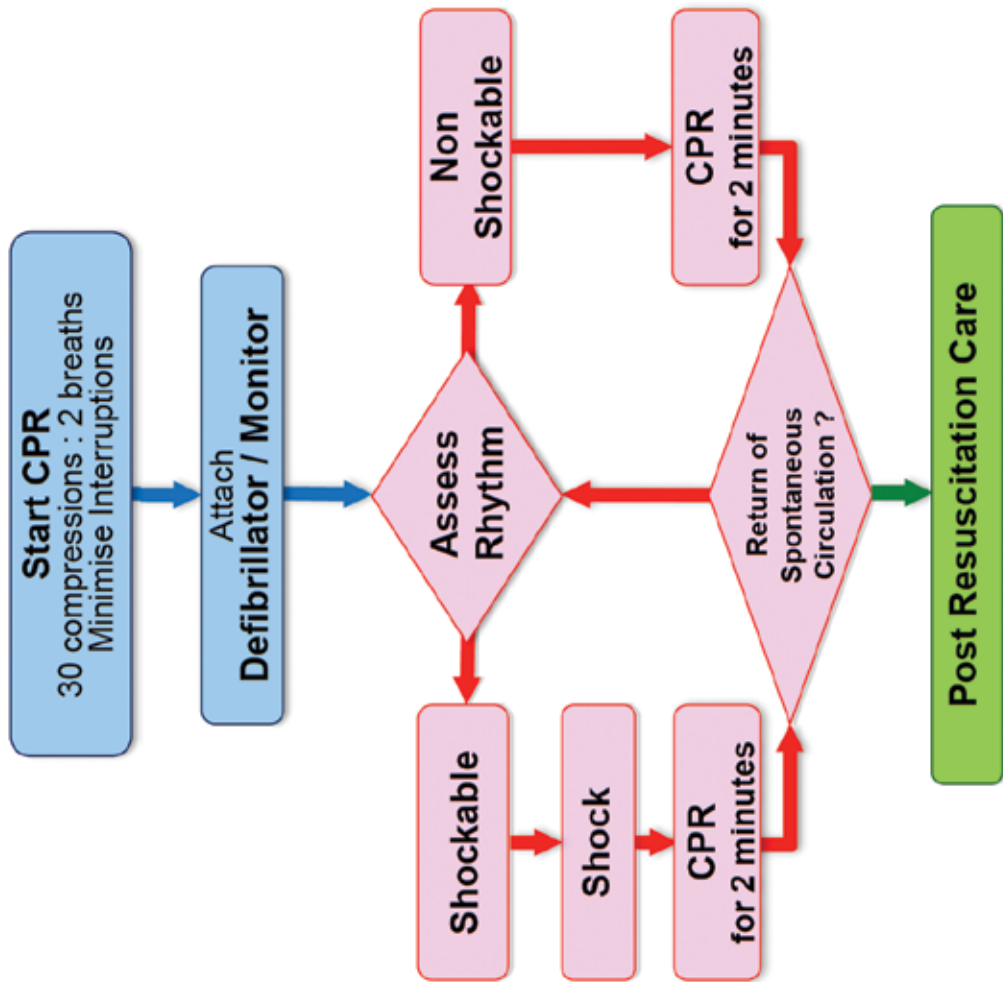 Start CPR
30 compressions : 2 breaths
Minimise Interruptions
Attach
Defibrillator / Monitor
Assess
Rhythm
Shockable
Non
Shockable
Shock
CPR
for 2 minutes
CPR
for 2 minutes
Return of
Spontaneous
Circulation ?
Post Resuscitation Care